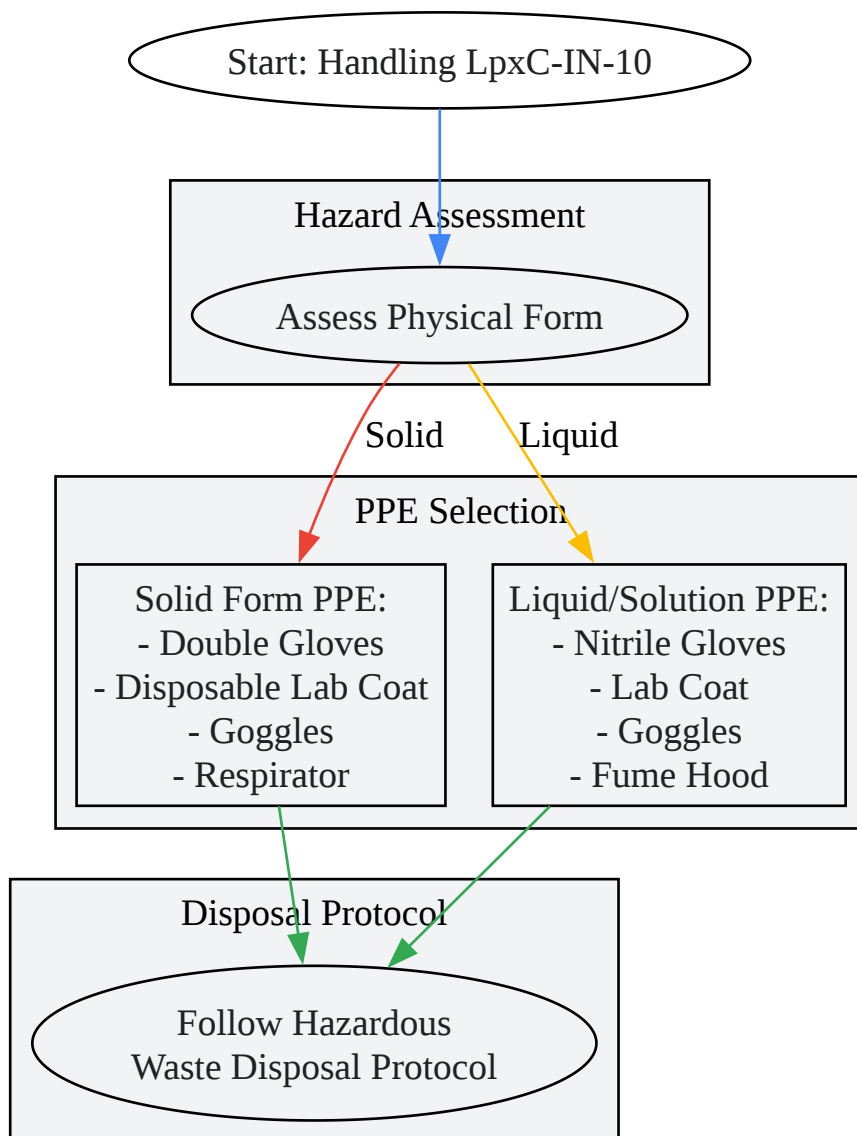 Start: Handling LpxC-IN-10
Hazard Assessment
Assess Physical Form
Solid
Liquid
PPE Selection
Solid Form PPE:
- Double Gloves
- Disposable Lab Coat
- Goggles
- Respirator
Liquid/Solution PPE:
- Nitrile Gloves
- Lab Coat
- Goggles
- Fume Hood
Disposal Protocol
Follow Hazardous
Waste Disposal Protocol